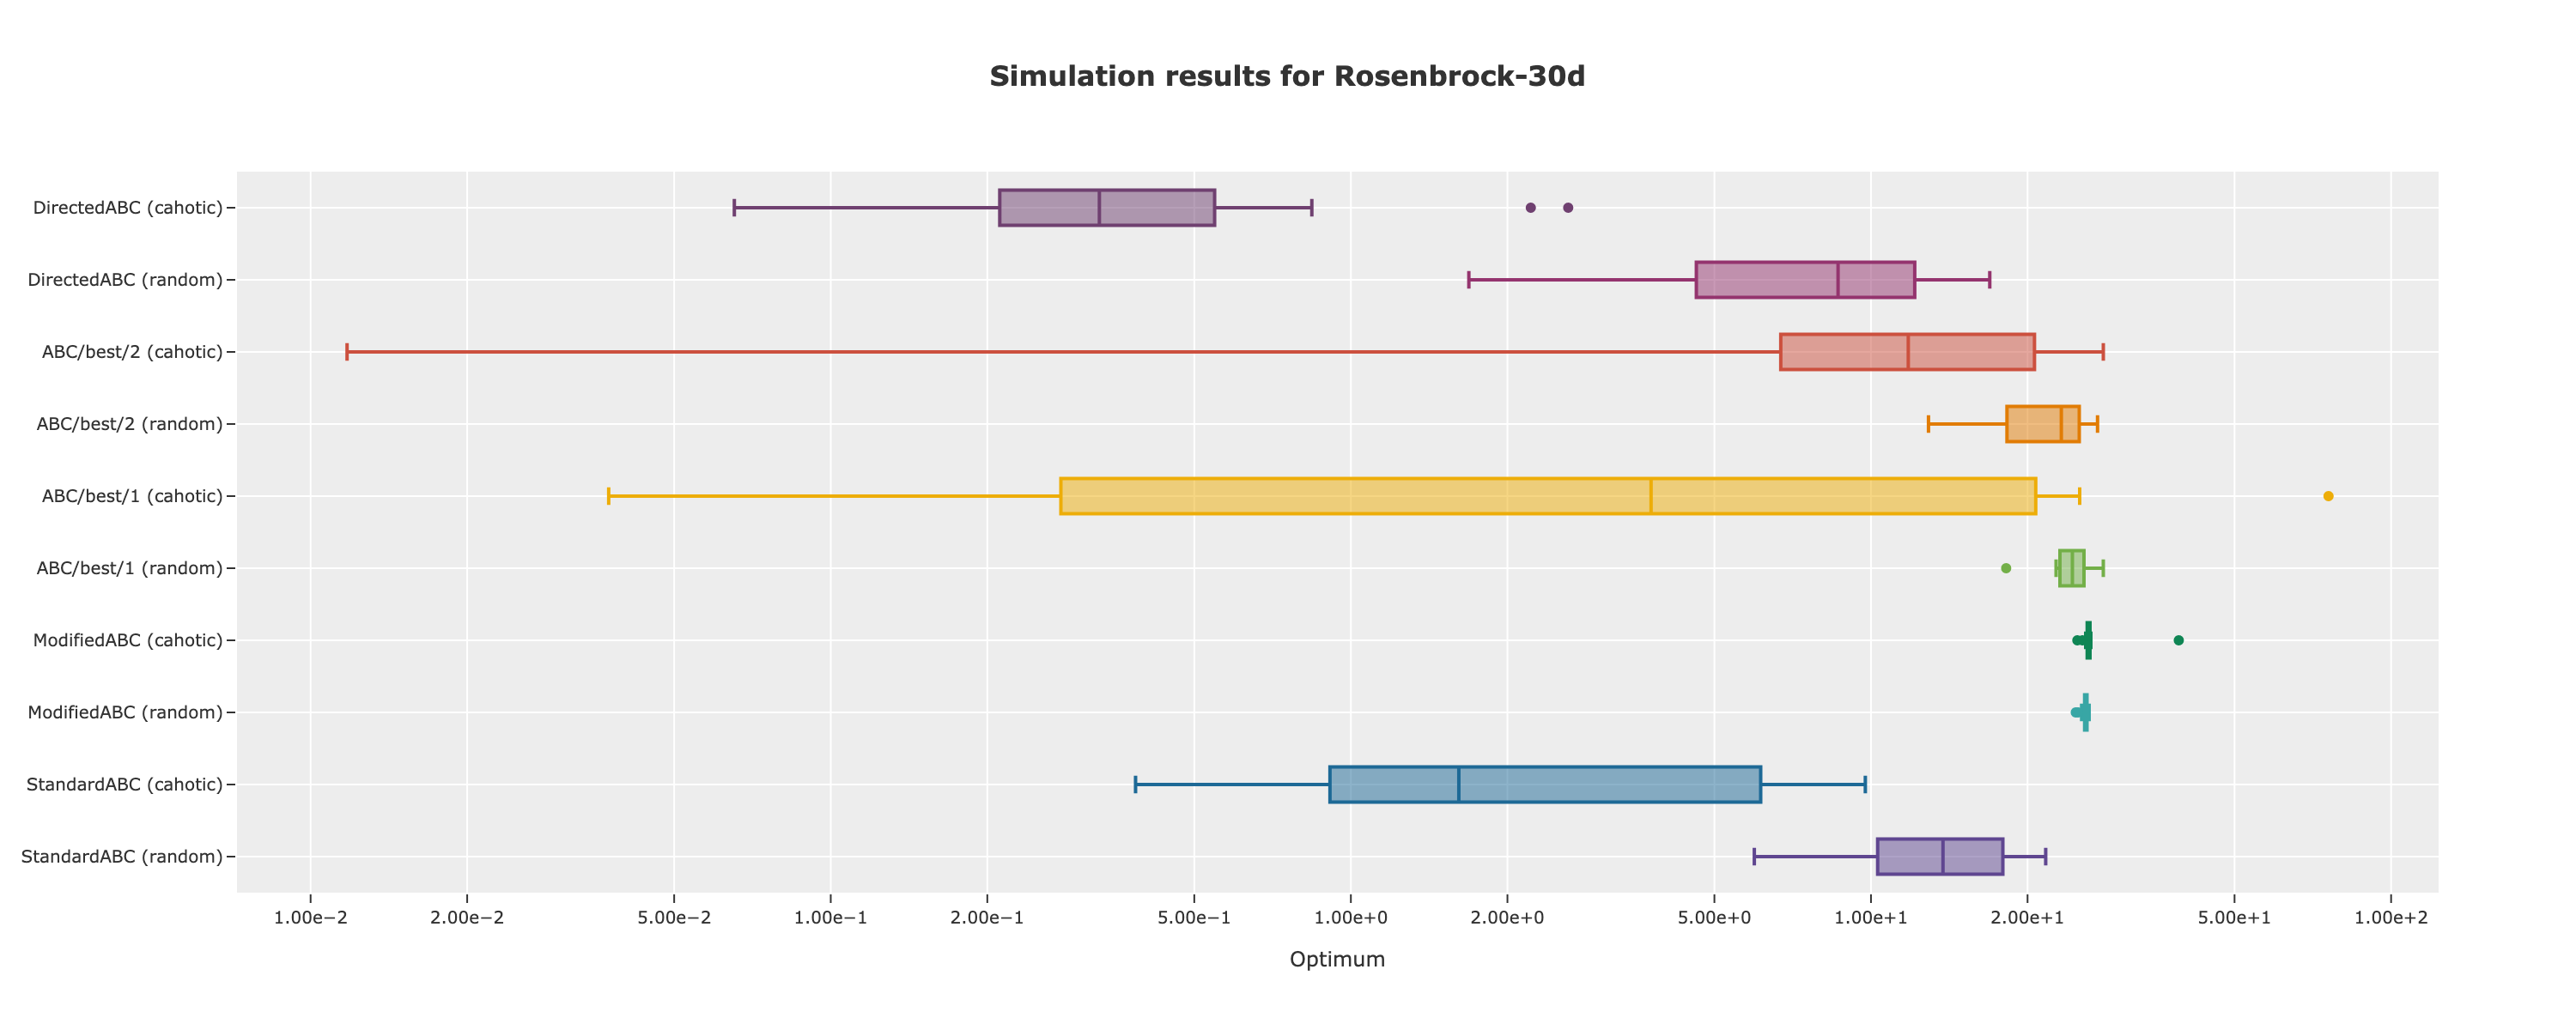 Simulation results for Rosenbrock-30d
DirectedABC (cahotic)
DirectedABC (random)
ABC/best/2 (cahotic)
ABC/best/2 (random)
ABC/best/1 (cahotic)
ABC/best/1 (random)
ModifiedABC (cahotic)
ModifiedABC (random)
StandardABC (cahotic)
StandardABC (random)
1.00e−2 2.00e−2 5.00e−2 1.00e−1 2.00e−1 5.00e−1 1.00e+0 2.00e+0 5.00e+0 1.00e+1 2.00e+1 5.00e+1 1.00e+2
Optimum